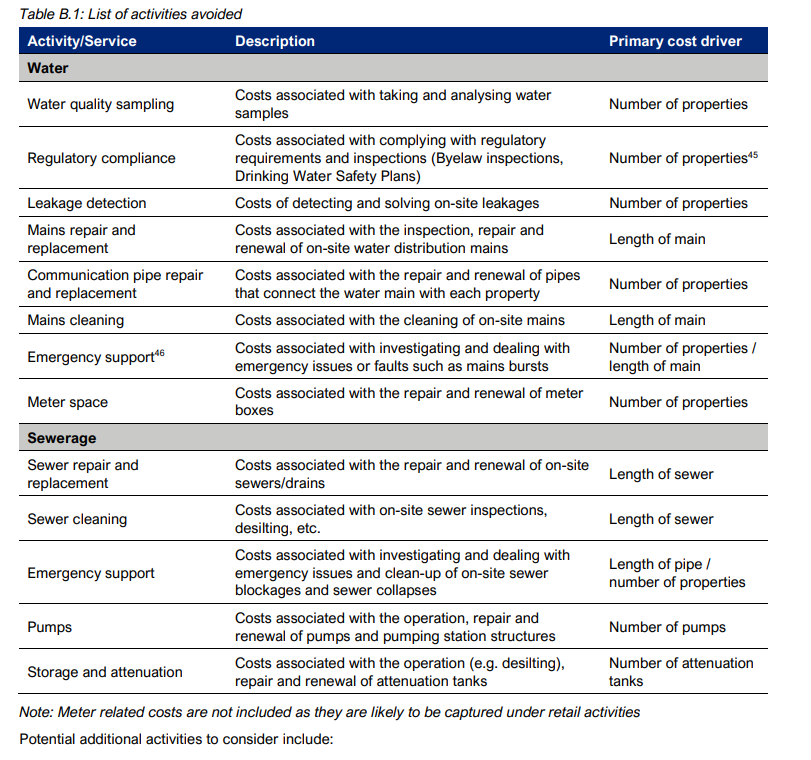 Table B.1: List of activities avoided
Activity/Service Description Primary cost driver
Water
Water quality sampling
Costs associated with taking and analysing water
samples
Number of properties
Regulatory compliance
Costs associated with complying with regulatory
requirements and inspections (Byelaw inspections,
Drinking Water Safety Plans)
Number of properties45
Leakage detection
Costs of detecting and solving on-site leakages
Number of properties
Mains repair and
replacement
Costs associated with the inspection, repair and
renewal of on-site water distribution mains
Length of main
Communication pipe repair
and replacement
Costs associated with the repair and renewal of pipes
that connect the water main with each property
Number of properties
Mains cleaning
Costs associated with the cleaning of on-site mains
Length of main
Emergency support46
Costs associated with investigating and dealing with
emergency issues or faults such as mains bursts
Number of properties /
length of main
Meter space
Costs associated with the repair and renewal of meter
boxes
Number of properties
Sewerage
Sewer repair and
replacement
Costs associated with the repair and renewal of on-site
sewers/drains
Length of sewer
Sewer cleaning
Costs associated with on-site sewer inspections,
desilting, etc.
Length of sewer
Emergency support
Costs associated with investigating and dealing with
emergency issues and clean-up of on-site sewer
blockages and sewer collapses
Length of pipe /
number of properties
Pumps
Costs associated with the operation, repair and
renewal of pumps and pumping station structures
Number of pumps
Storage and attenuation
Costs associated with the operation (e.g. desilting),
repair and renewal of attenuation tanks
Number of attenuation
tanks
Note: Meter related costs are not included as they are likely to be captured under retail activities
Potential additional activities to consider include: